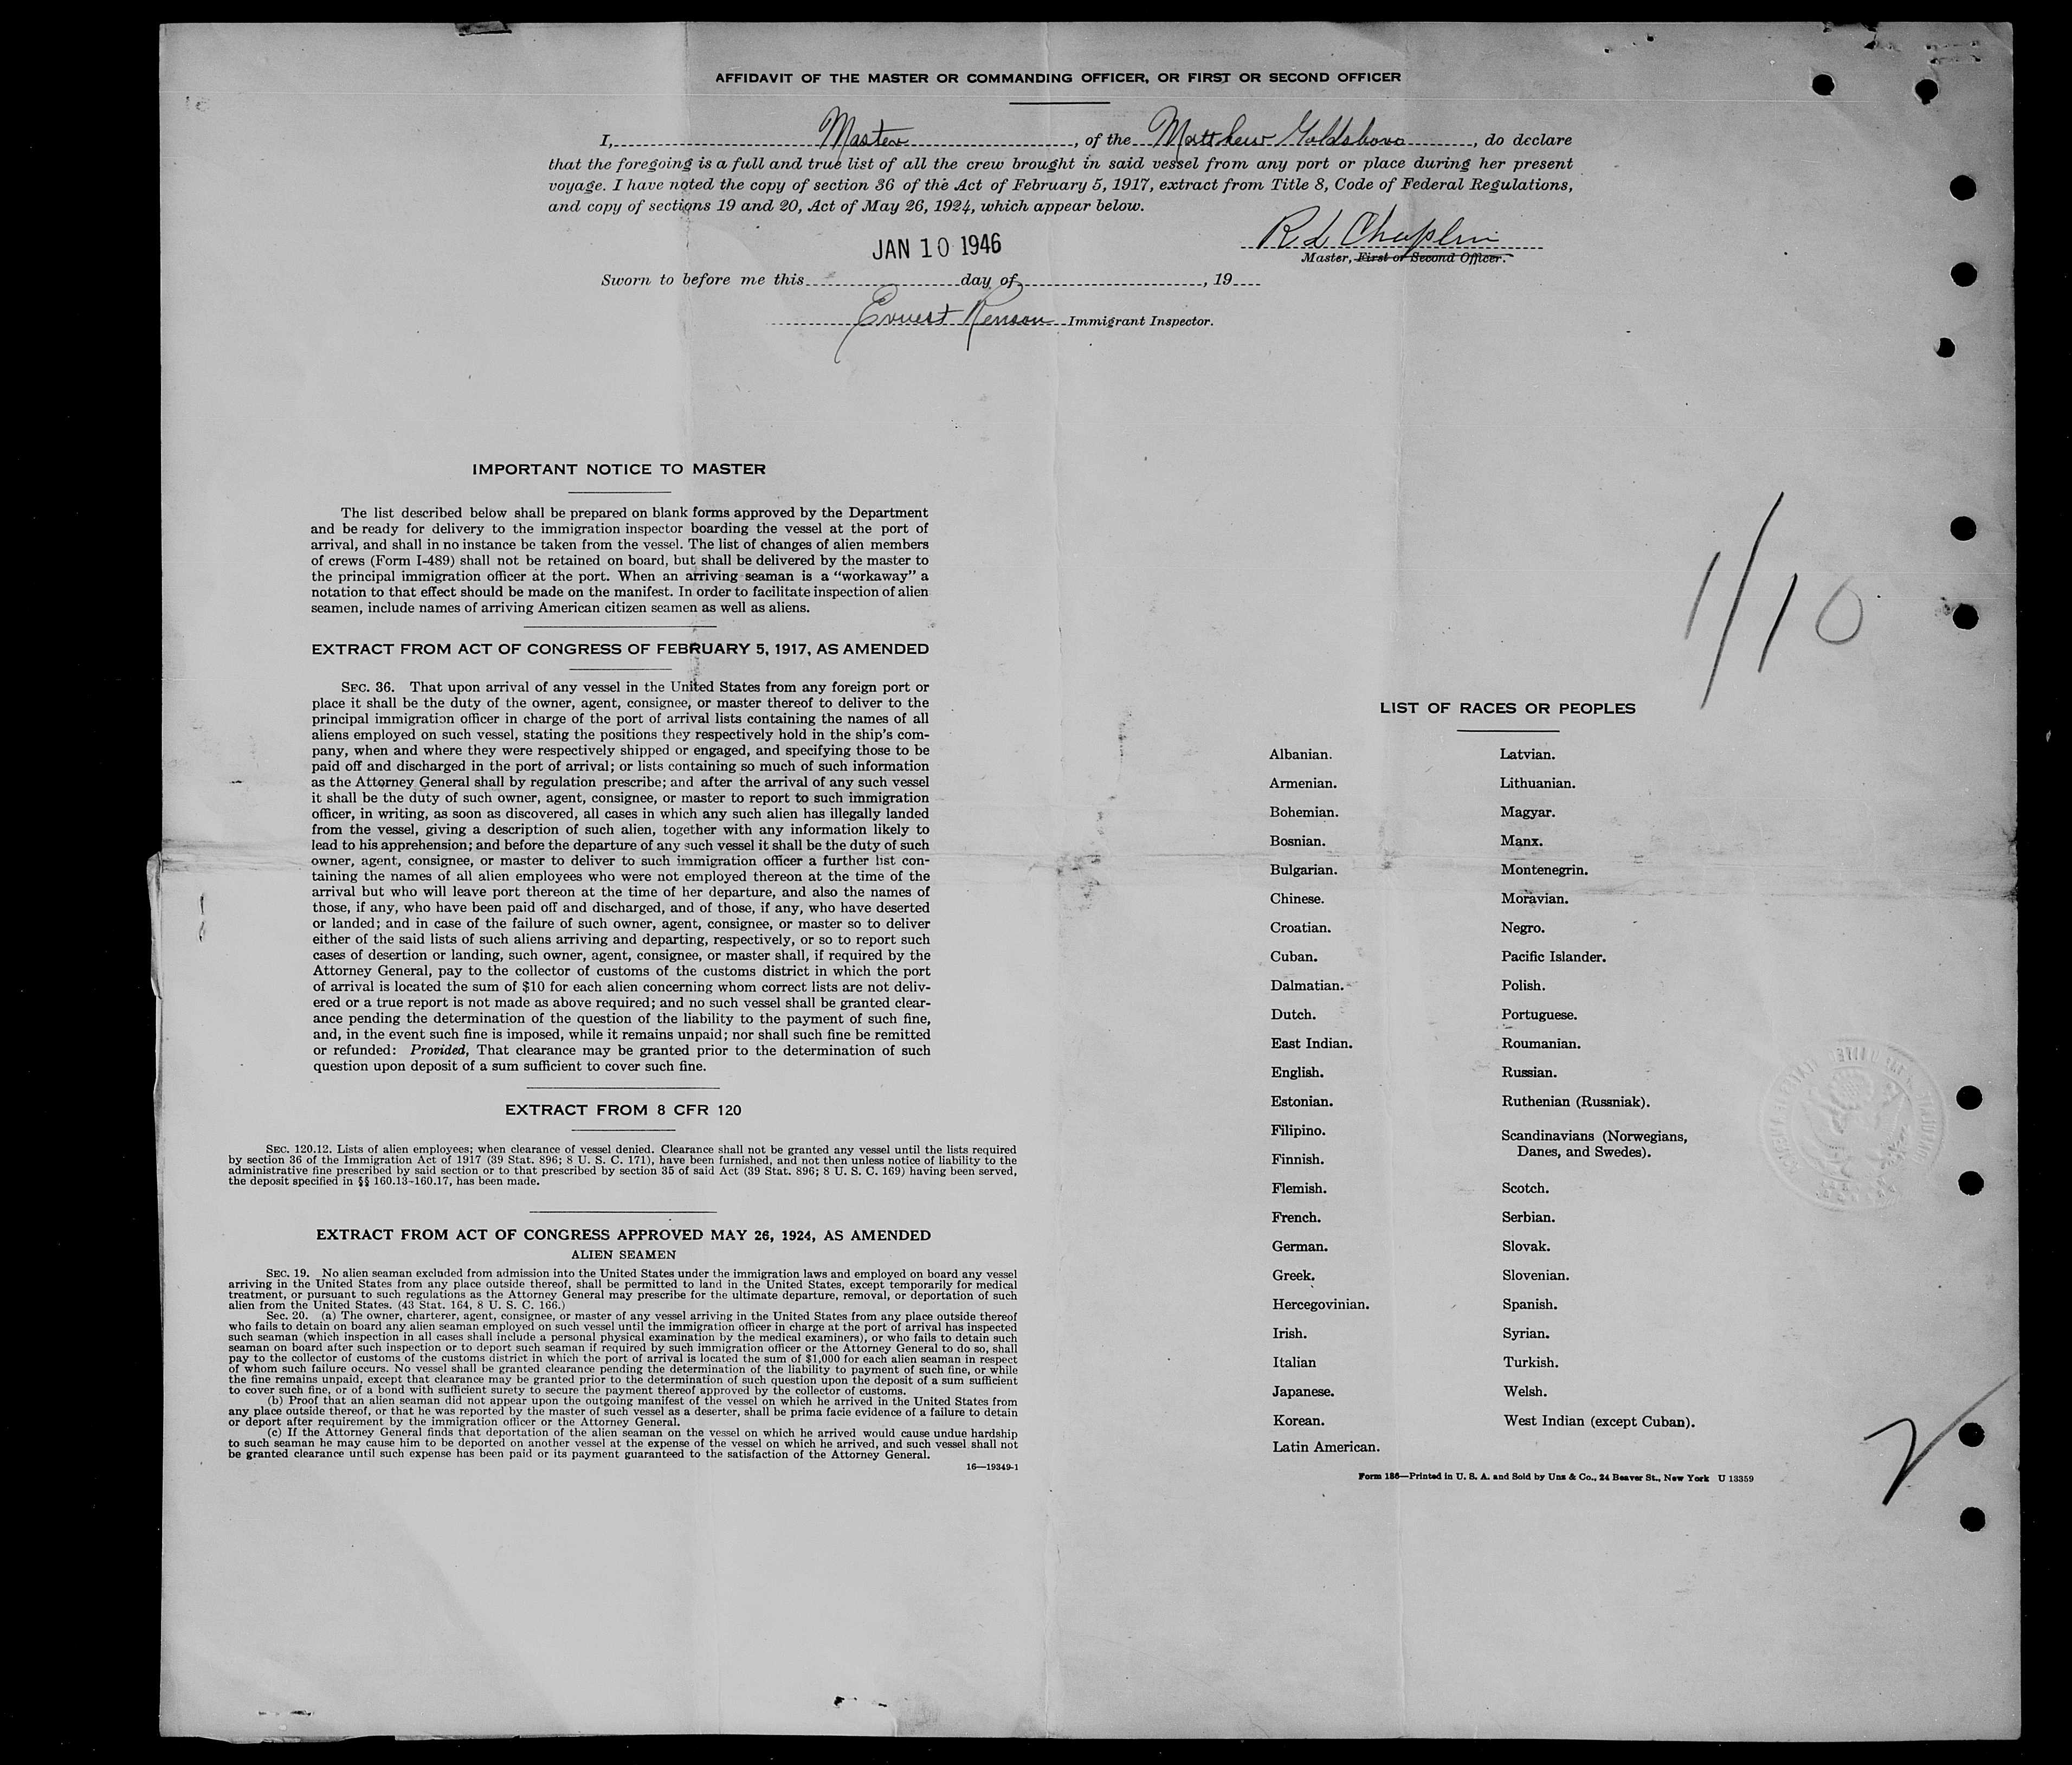 AFFIDAVIT OF THE MASTER OR COMMANDING OFFICER, OR FIRST OR SECOND OFFICER
I, Master, of the Matthew Goldsboro, do declare
that the foregoing is a full and true list of all the crew brought in said vessel from any port or place during her present
voyage. I have noted the copy of section 36 of the Act of February 5, 1917, extract from Title 8, Code of Federal Regulations,
and copy of sections 19 and 20, Act of May 26, 1924, which appear below.
R L Chaplin
Master, First or Second Officer.
JAN 10 1946
Sworn to before me this day of , 19
Ernest Renson Immigrant Inspector.
IMPORTANT NOTICE TO MASTER
The list described below shall be prepared on blank forms approved by the Department
and be ready for delivery to the immigration inspector boarding the vessel at the port of
arrival, and shall in no instance be taken from the vessel. The list of changes of alien members
of crews (Form I-489) shall not be retained on board, but shall be delivered by the master to
the principal immigration officer at the port. When an arriving seaman is a "workaway" a
notation to that effect should be made on the manifest. In order to facilitate inspection of alien
seamen, include names of arriving American citizen seamen as well as aliens.
EXTRACT FROM ACT OF CONGRESS OF FEBRUARY 5, 1917, AS AMENDED
SEC. 36. That upon arrival of any vessel in the United States from any foreign port or
place it shall be the duty of the owner, agent, consignee, or master thereof to deliver to the
principal immigration officer in charge of the port of arrival lists containing the names of all
aliens employed on such vessel, stating the positions they respectively hold in the ship's com-
pany, when and where they were respectively shipped or engaged, and specifying those to be
paid off and discharged in the port of arrival; or lists containing so much of such information
as the Attorney General shall by regulation prescribe; and after the arrival of any such vessel
it shall be the duty of such owner, agent, consignee, or master to report to such immigration
officer, in writing, as soon as discovered, all cases in which any such alien has illegally landed
from the vessel, giving a description of such alien, together with any information likely to
lead to his apprehension; and before the departure of any such vessel it shall be the duty of such
owner, agent, consignee, or master to deliver to such immigration officer a further list con-
taining the names of all alien employees who were not employed thereon at the time of the
arrival but who will leave port thereon at the time of her departure, and also the names of
those, if any, who have been paid off and discharged, and of those, if any, who have deserted
or landed; and in case of the failure of such owner, agent, consignee, or master so to deliver
either of the said lists of such aliens arriving and departing, respectively, or so to report such
cases of desertion or landing, such owner, agent, consignee, or master shall, if required by the
Attorney General, pay to the collector of customs of the customs district in which the port
of arrival is located the sum of $10 for each alien concerning whom correct lists are not deliv-
ered or a true report is not made as above required; and no such vessel shall be granted clear-
ance pending the determination of the question of the liability to the payment of such fine,
and, in the event such fine is imposed, while it remains unpaid; nor shall such fine be remitted
or refunded: Provided, That clearance may be granted prior to the determination of such
question upon deposit of a sum sufficient to cover such fine.
EXTRACT FROM 8 CFR 120
SEC. 120.12. Lists of alien employees; when clearance of vessel denied. Clearance shall not be granted any vessel until the lists required
by section 36 of the Immigration Act of 1917 (39 Stat. 896; 8 U. S. C. 171), have been furnished, and not then unless notice of liability to the
administrative fine prescribed by said section or to that prescribed by section 35 of said Act (39 Stat. 896; 8 U. S. C. 169) having been served,
the deposit specified in §§ 160.13-160.17, has been made.
EXTRACT FROM ACT OF CONGRESS APPROVED MAY 26, 1924, AS AMENDED
ALIEN SEAMEN
SEC. 19. No alien seaman excluded from admission into the United States under the immigration laws and employed on board any vessel
arriving in the United States from any place outside thereof, shall be permitted to land in the United States, except temporarily for medical
treatment, or pursuant to such regulations as the Attorney General may prescribe for the ultimate departure, removal, or deportation of such
alien from the United States. (43 Stat. 164, 8 U. S. C. 166.)
Sec. 20. (a) The owner, charterer, agent, consignee, or master of any vessel arriving in the United States from any place outside thereof
who fails to detain on board any alien seaman employed on such vessel until the immigration officer in charge at the port of arrival has inspected
such seaman (which inspection in all cases shall include a personal physical examination by the medical examiners), or who fails to detain such
seaman on board after such inspection or to deport such seaman if required by such immigration officer or the Attorney General to do so, shall
pay to the collector of customs of the customs district in which the port of arrival is located the sum of $1,000 for each alien seaman in respect
of whom such failure occurs. No vessel shall be granted clearance pending the determination of the liability to payment of such fine, or while
the fine remains unpaid, except that clearance may be granted prior to the determination of such question upon the deposit of a sum sufficient
to cover such fine, or of a bond with sufficient surety to secure the payment thereof approved by the collector of customs.
(b) Proof that an alien seaman did not appear upon the outgoing manifest of the vessel on which he arrived in the United States from
any place outside thereof, or that he was reported by the master of such vessel as a deserter, shall be prima facie evidence of a failure to detain
or deport after requirement by the immigration officer or the Attorney General.
(c) If the Attorney General finds that deportation of the alien seaman on the vessel on which he arrived would cause undue hardship
to such seaman he may cause him to be deported on another vessel at the expense of the vessel on which he arrived, and such vessel shall not
be granted clearance until such expense has been paid or its payment guaranteed to the satisfaction of the Attorney General.
16—19349-1
1/10
LIST OF RACES OR PEOPLES
Albanian.
Armenian.
Bohemian.
Bosnian.
Bulgarian.
Chinese.
Croatian.
Cuban.
Dalmatian.
Dutch.
East Indian.
English.
Estonian.
Filipino.
Finnish.
Flemish.
French.
German.
Greek.
Hercegovinian.
Irish.
Italian
Japanese.
Korean.
Latin American.
Latvian.
Lithuanian.
Magyar.
Manx.
Montenegrin.
Moravian.
Negro.
Pacific Islander.
Polish.
Portuguese.
Roumanian.
Russian.
Ruthenian (Russniak).
Scandinavians (Norwegians,
Danes, and Swedes).
Scotch.
Serbian.
Slovak.
Slovenian.
Spanish.
Syrian.
Turkish.
Welsh.
West Indian (except Cuban).
Form 186—Printed in U. S. A. and Sold by Unz & Co., 24 Beaver St., New York U 13359